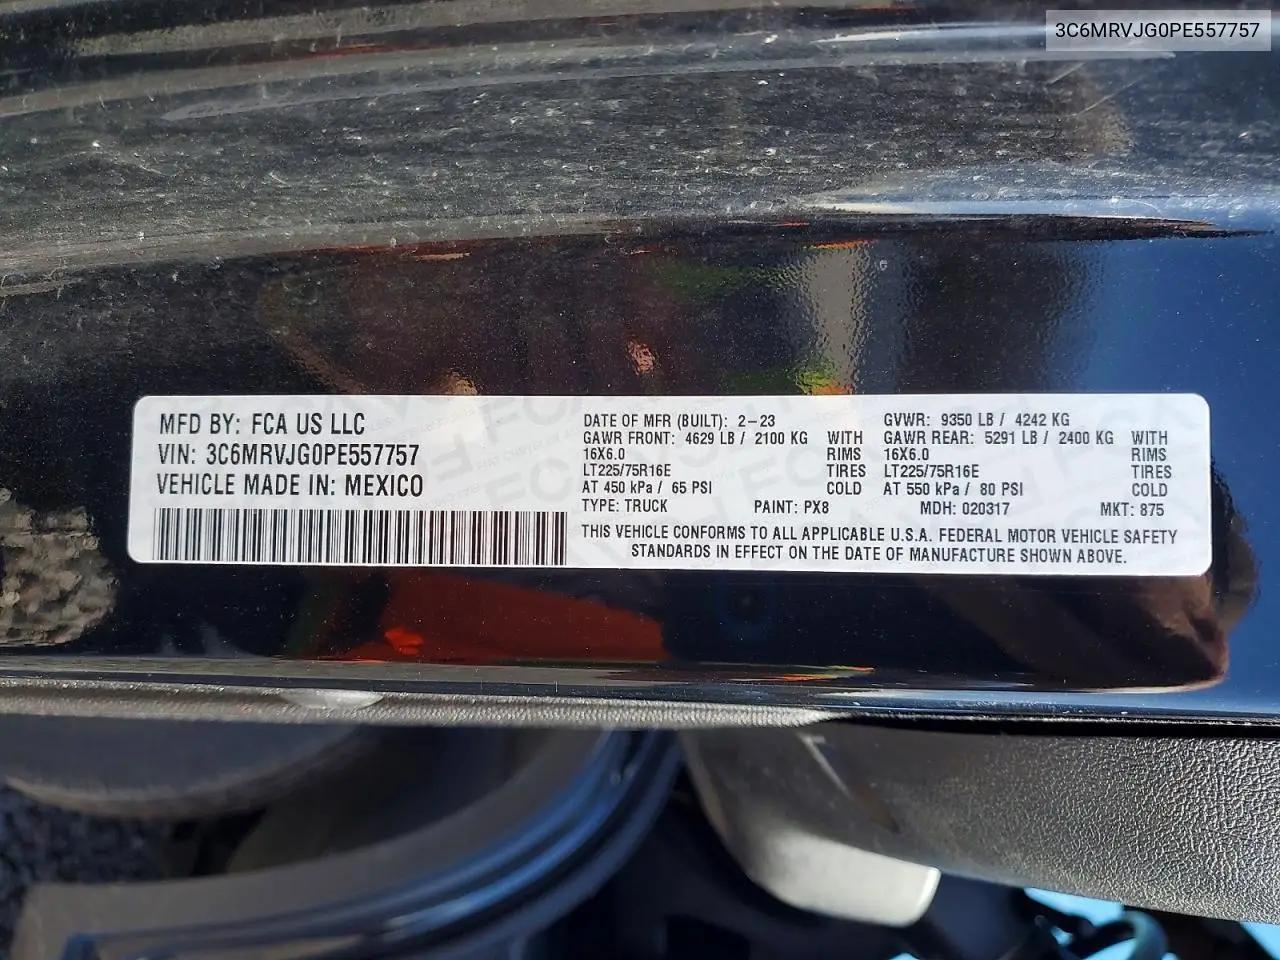 3C6MRVJG0PE557757
MFD BY: FCA US LLC
VIN: 3C6MRVJG0PE557757
VEHICLE MADE IN: MEXICO
DATE OF MFR (BUILT): 2-23
GAWR FRONT: 4629 LB / 2100 KG WITH
16X6.0 RIMS
LT225/75R16E TIRES
AT 450 kPa / 65 PSI COLD
GVWR: 9350 LB / 4242 KG
GAWR REAR: 5291 LB / 2400 KG WITH
16X6.0 RIMS
LT225/75R16E TIRES
AT 550 kPa / 80 PSI COLD
TYPE: TRUCK PAINT: PX8 MDH: 020317 MKT: 875
THIS VEHICLE CONFORMS TO ALL APPLICABLE U.S.A. FEDERAL MOTOR VEHICLE SAFETY
STANDARDS IN EFFECT ON THE DATE OF MANUFACTURE SHOWN ABOVE.